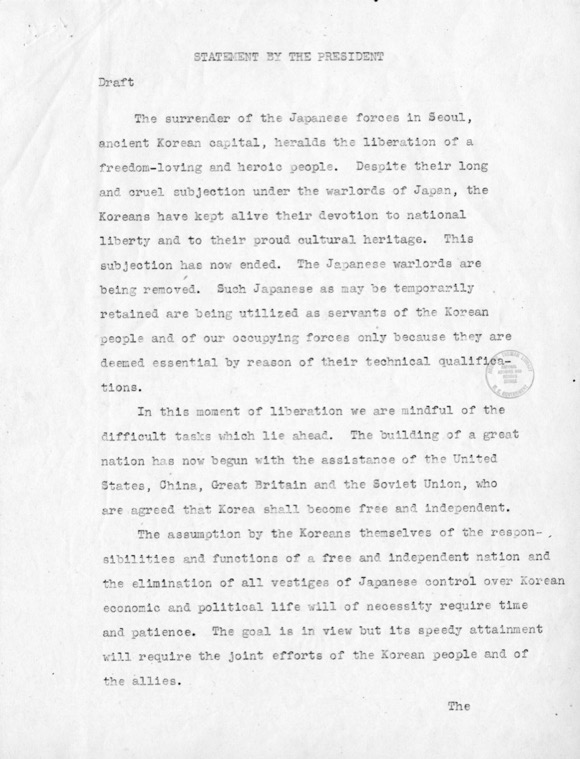 STATEMENT BY THE PRESIDENT
Draft
The surrender of the Japanese forces in Seoul,
ancient Korean capital, heralds the liberation of a
freedom-loving and heroic people. Despite their long
and cruel subjection under the warlords of Japan, the
Koreans have kept alive their devotion to national
liberty and to their proud cultural heritage. This
subjection has now ended. The Japanese warlords are
being removed. Such Japanese as may be temporarily
retained are being utilized as servants of the Korean
people and of our occupying forces only because they are
deemed essential by reason of their technical qualifica-
tions.
In this moment of liberation we are mindful of the
difficult tasks which lie ahead. The building of a great
nation has now begun with the assistance of the United
States, China, Great Britain and the Soviet Union, who
are agreed that Korea shall become free and independent.
The assumption by the Koreans themselves of the respon-
sibilities and functions of a free and independent nation and
the elimination of all vestiges of Japanese control over Korean
economic and political life will of necessity require time
and patience. The goal is in view but its speedy attainment
will require the joint efforts of the Korean people and of
the allies.
The